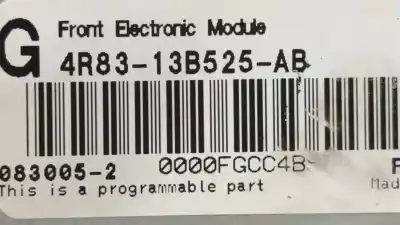 G Front Electronic Module
4R83-13B525-AB
083005-2 0000FGCC4B
This is a programmable part Mad